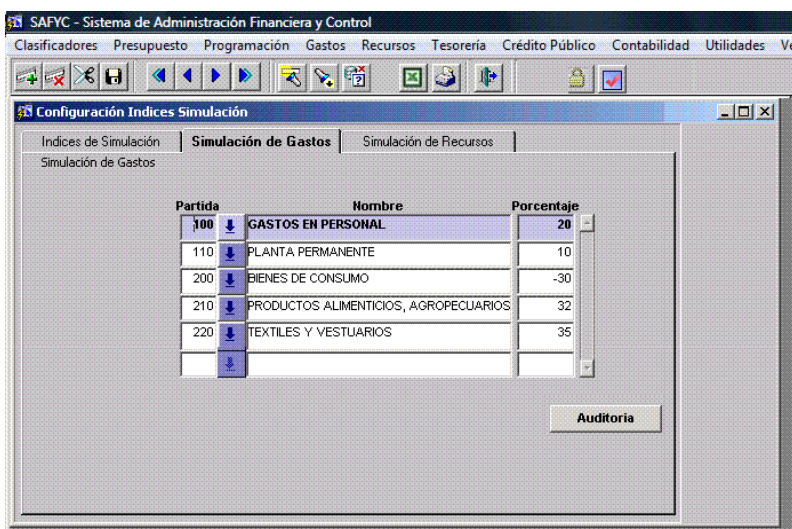 SAFYC - Sistema de Administración Financiera y Control
Clasificadores Presupuesto Programación Gastos Recursos Tesorería Crédito Público Contabilidad Utilidades
Configuración Indices Simulación
Indices de Simulación Simulación de Gastos Simulación de Recursos
Simulación de Gastos
Partida Nombre Porcentaje
100 GASTOS EN PERSONAL 20
110 PLANTA PERMANENTE 10
200 BIENES DE CONSUMO -30
210 PRODUCTOS ALIMENTICIOS, AGROPECUARIOS 32
220 TEXTILES Y VESTUARIOS 35
Auditoria